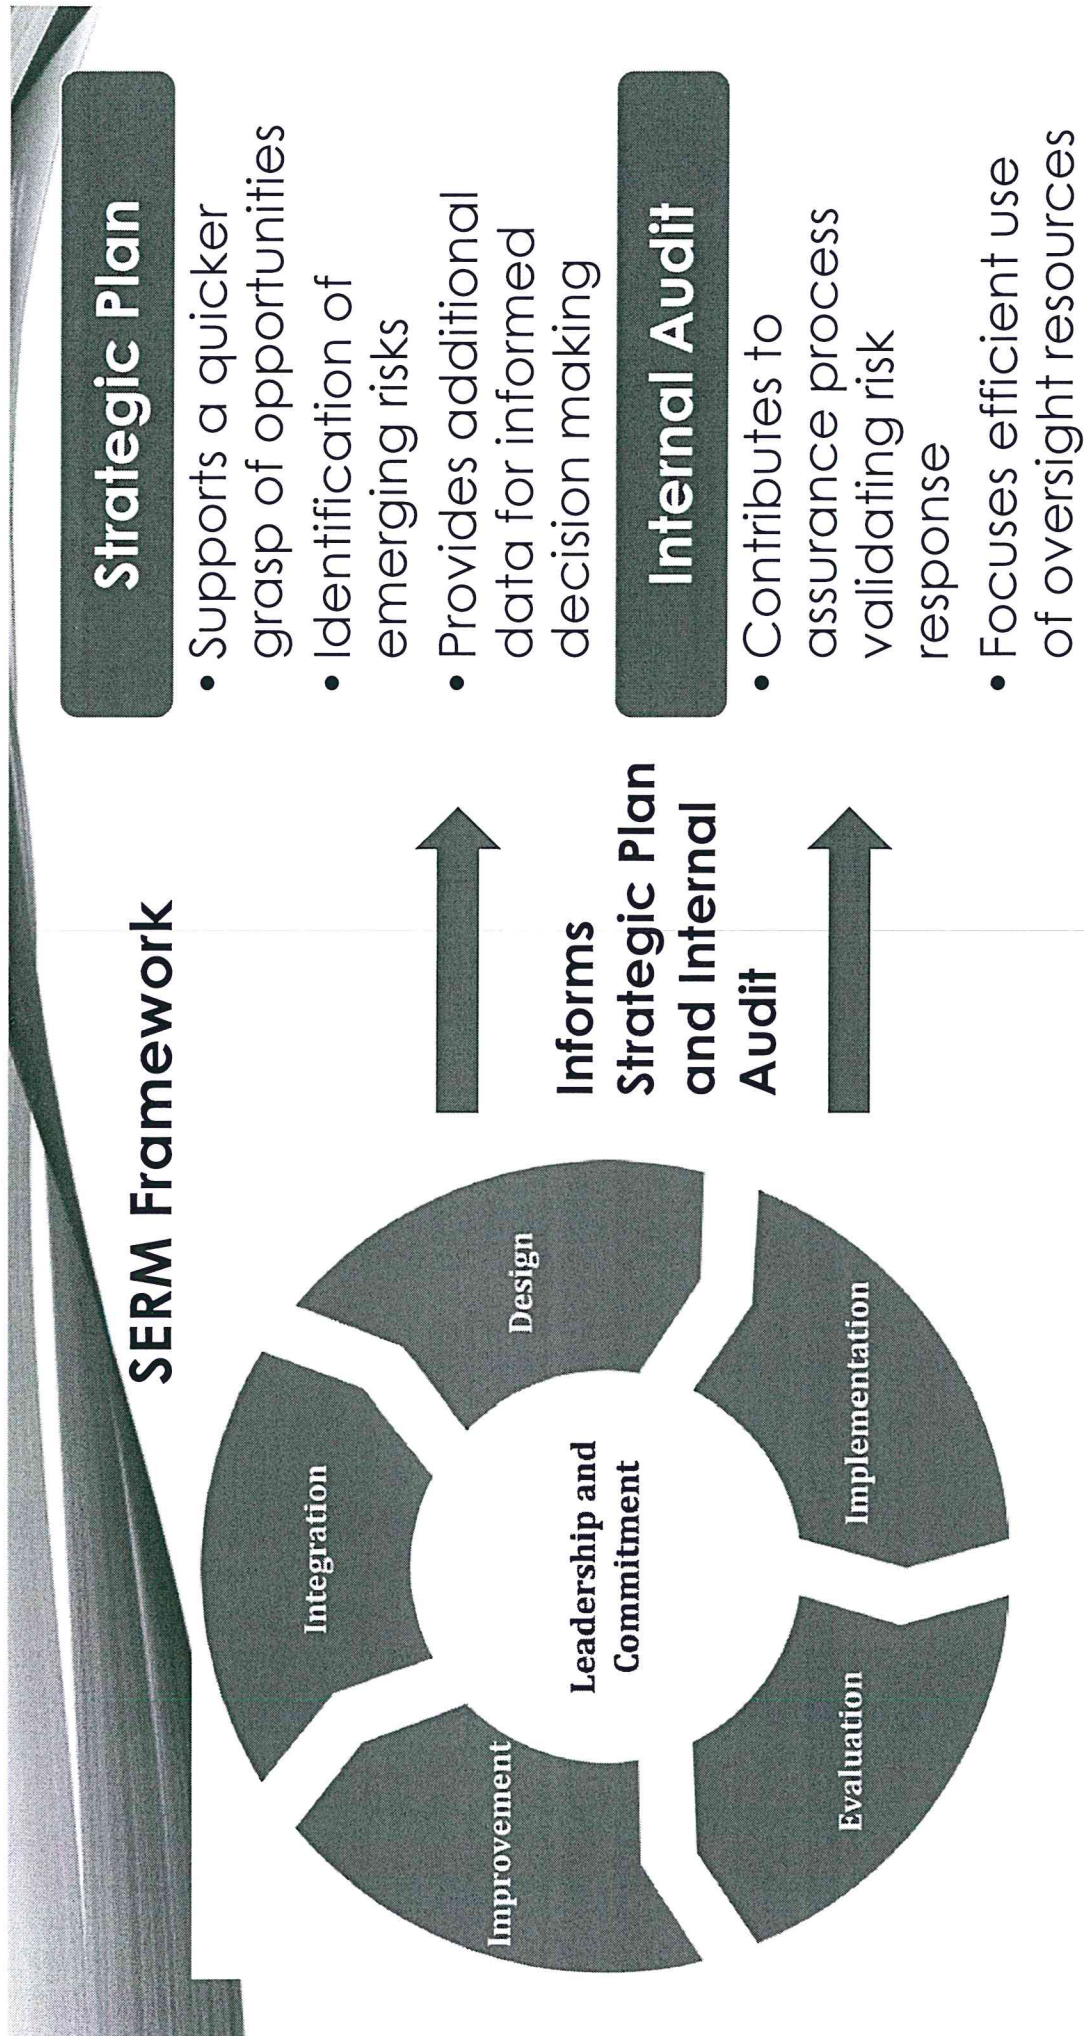 SERM Framework
Integration
Design
Implementation
Evaluation
Improvement
Leadership and
Commitment
Informs
Strategic Plan
and Internal
Audit
Strategic Plan
• Supports a quicker
grasp of opportunities
• Identification of
emerging risks
• Provides additional
data for informed
decision making
Internal Audit
• Contributes to
assurance process
validating risk
response
• Focuses efficient use
of oversight resources